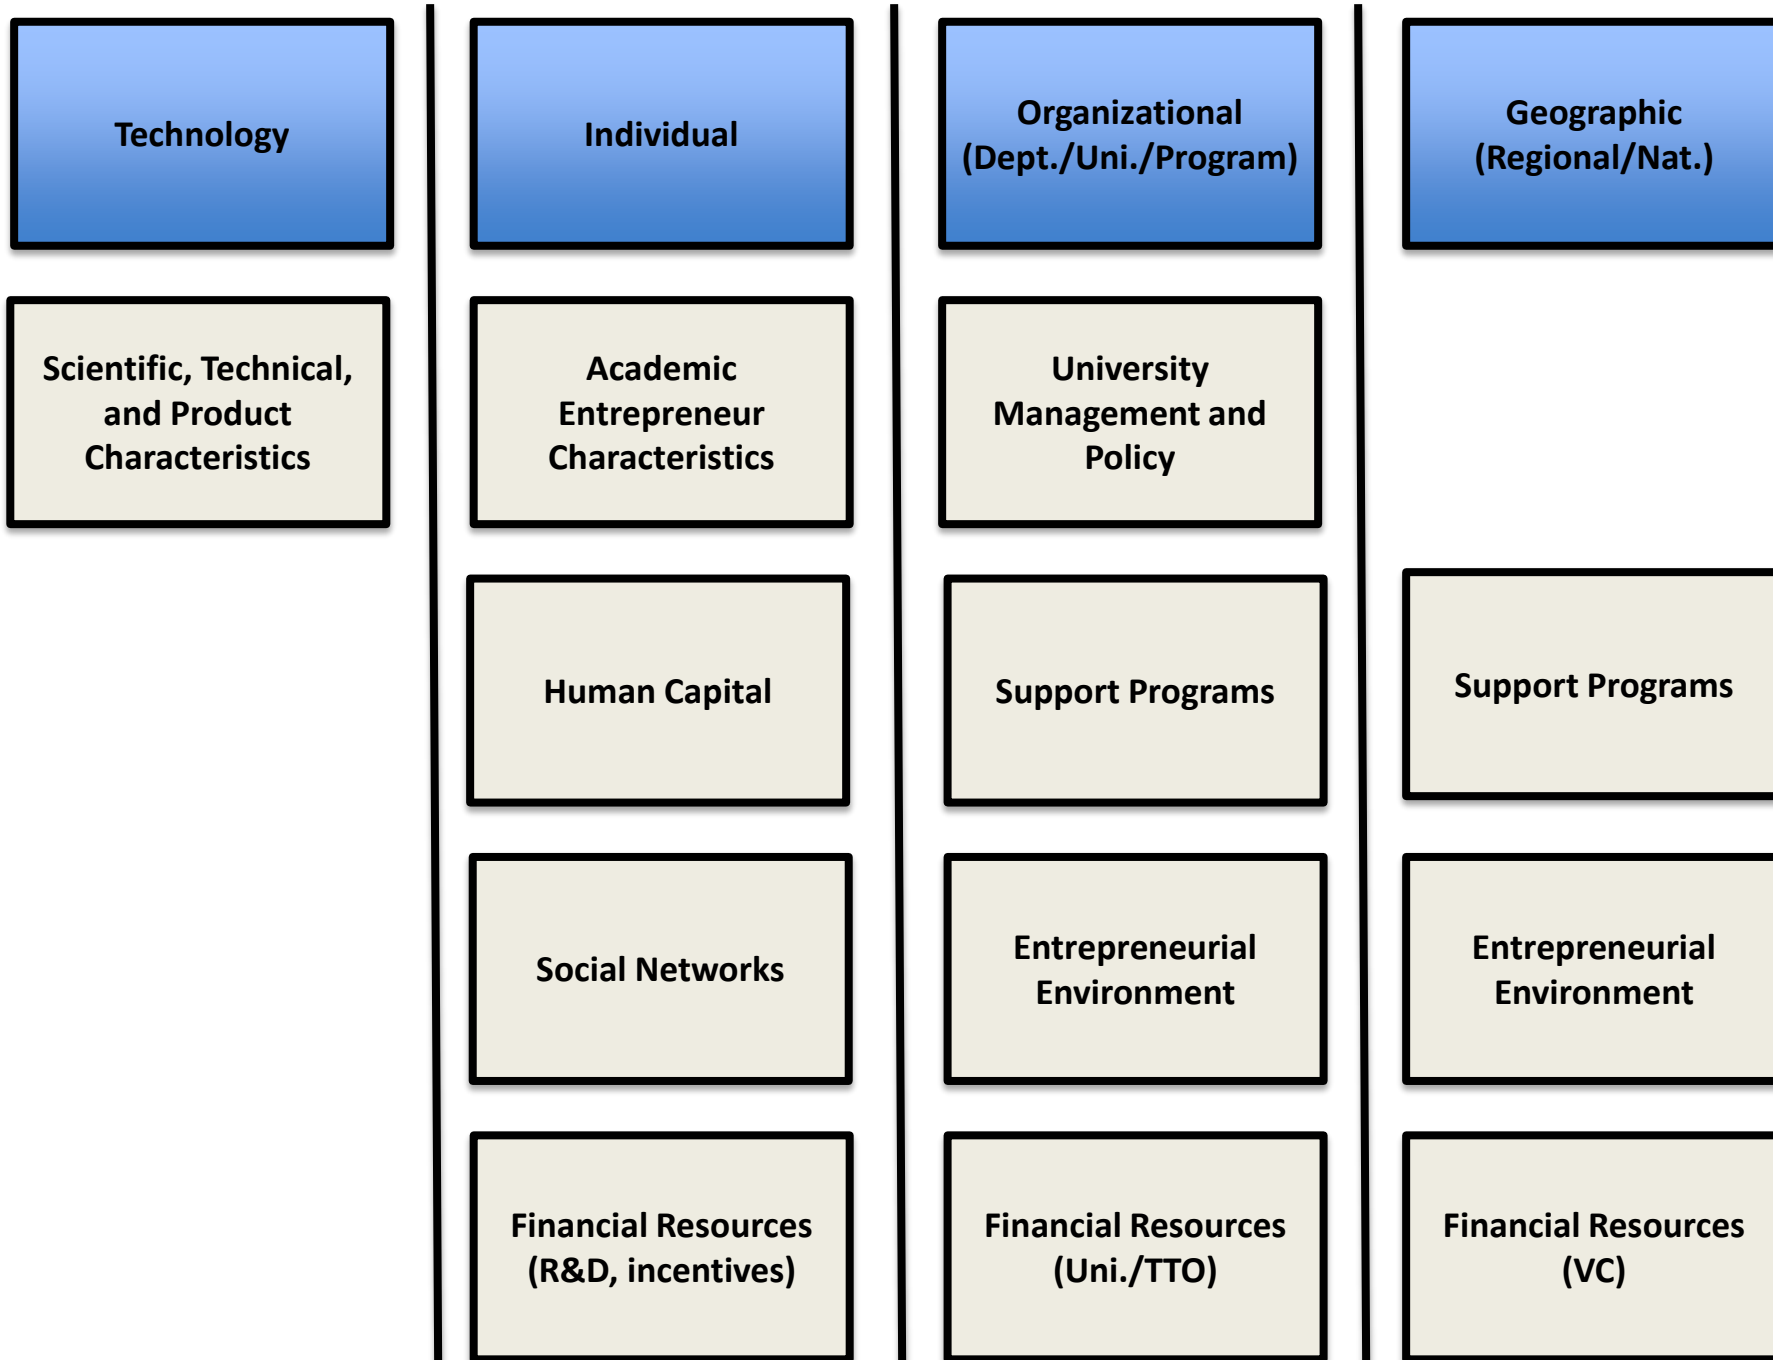 Technology
Individual
Organizational
(Dept./Uni./Program)
Geographic
(Regional/Nat.)
Scientific, Technical,
and Product
Characteristics
Academic
Entrepreneur
Characteristics
University
Management and
Policy
Human Capital
Support Programs
Support Programs
Social Networks
Entrepreneurial
Environment
Entrepreneurial
Environment
Financial Resources
(R&D, incentives)
Financial Resources
(Uni./TTO)
Financial Resources
(VC)